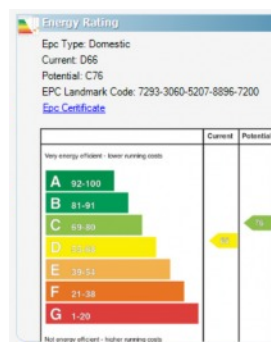 Energy Rating
Epc Type: Domestic
Current: D66
Potential: C76
EPC Landmark Code: 7293-3060-5207-8896-7200
Epc Certificate
Current Potential
Very energy efficient - lower running costs
A 92-100
B 81-91
C 69-80
76
D
E 39-54
F 21-38
G 1-20
Not energy efficient - higher running costs